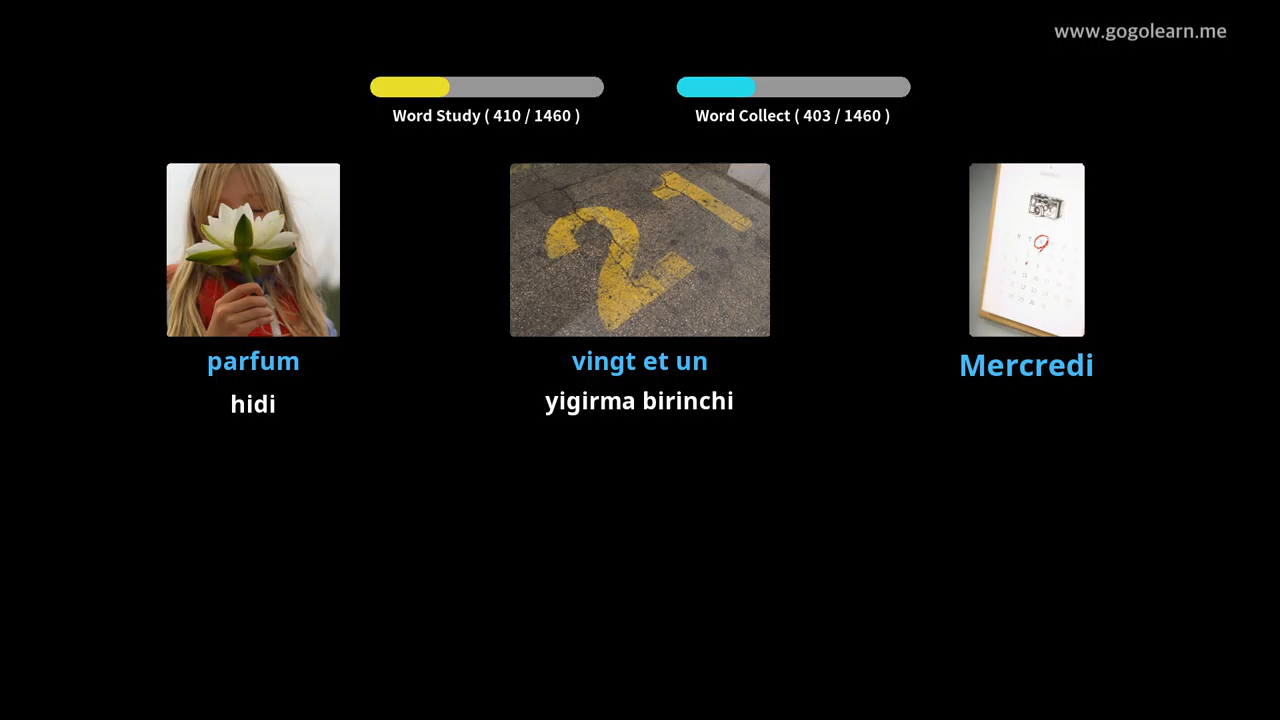 www.gogolearn.me
Word Study ( 410 / 1460 )
Word Collect ( 403 / 1460 )
21
parfum
vingt et un
Mercredi
hidi
yigirma birinchi